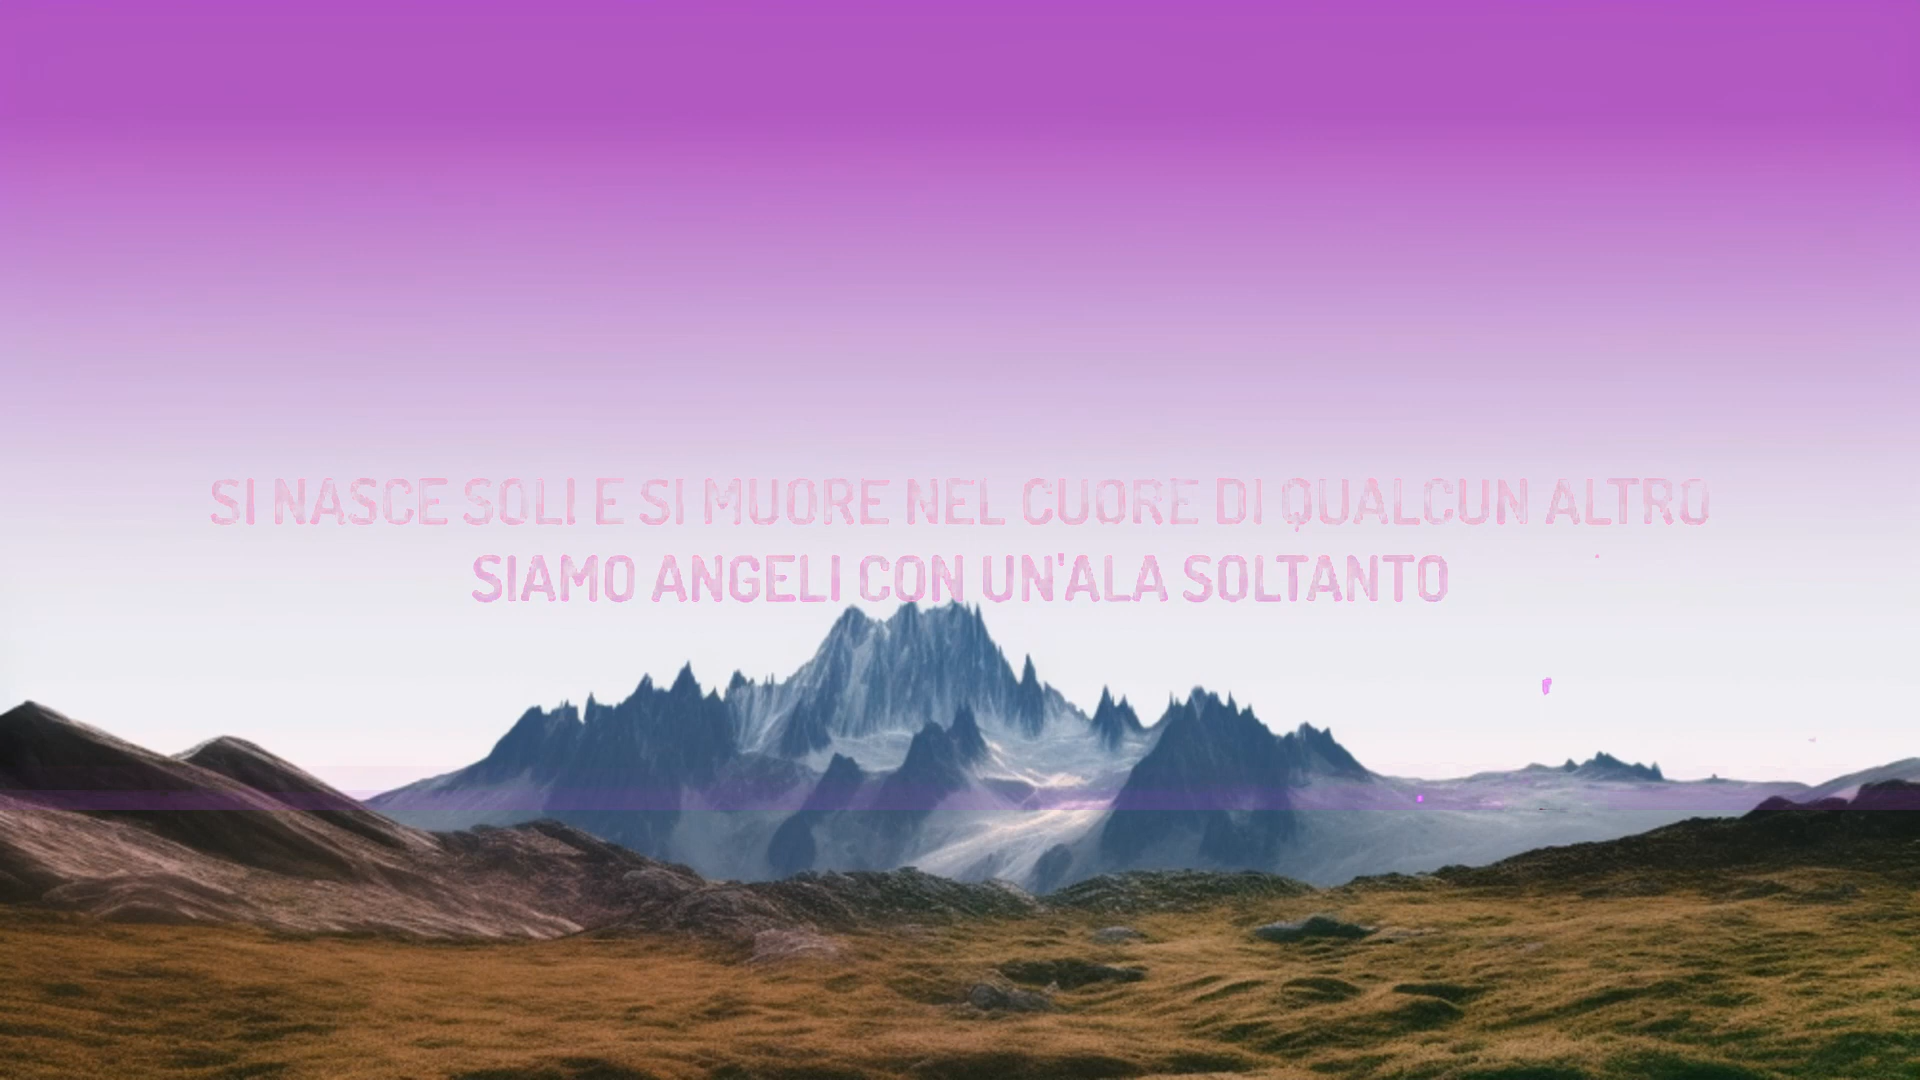 SI NASCE SOLI E SI MUORE NEL CUORE DI QUALCUN ALTRO
SIAMO ANGELI CON UN'ALA SOLTANTO